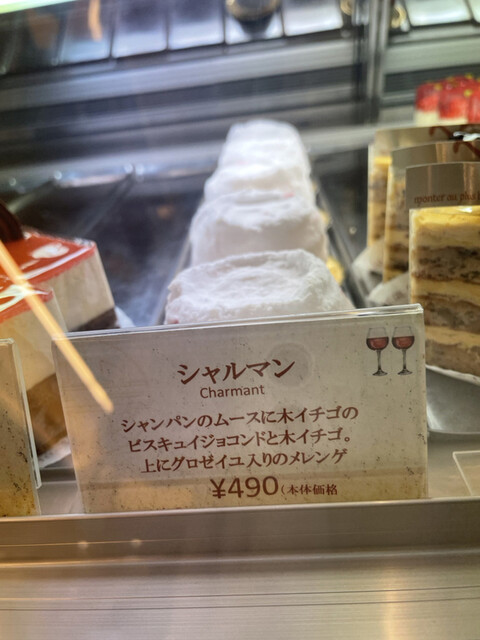 シャルマン
Charmant
シャンパンのムースに木イチゴの
ビスキュイジョコンドと木イチゴ。
上にグロゼイユ入りのメレンゲ
¥490(本体価格